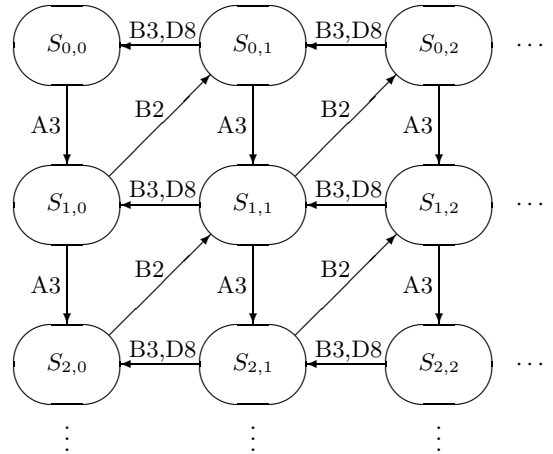 S0,0 B3,D8 S0,1 B3,D8 S0,2 ...
A3 B2 A3 B2 A3
S1,0 B3,D8 S1,1 B3,D8 S1,2 ...
A3 B2 A3 B2 A3
S2,0 B3,D8 S2,1 B3,D8 S2,2 ...
⋮ ⋮ ⋮